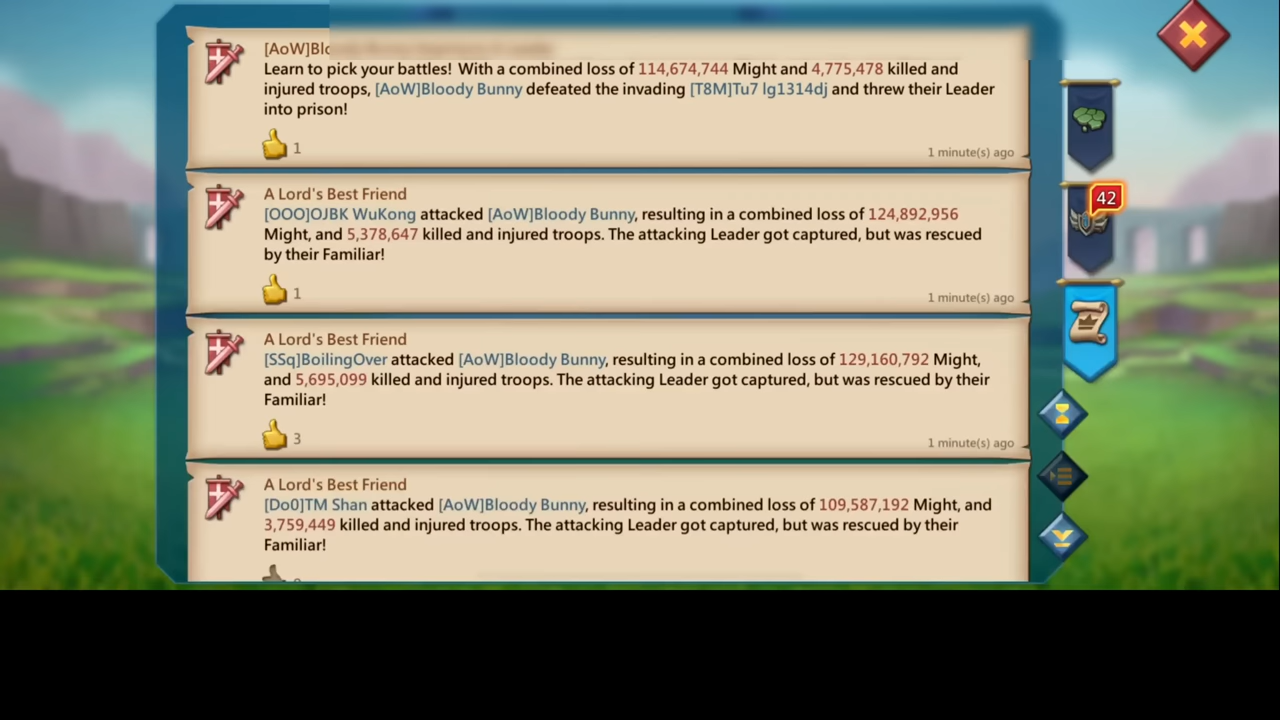 [AoW]Blo
Learn to pick your battles! With a combined loss of 114,674,744 Might and 4,775,478 killed and
injured troops, [AoW]Bloody Bunny defeated the invading [T8M]Tu7 lg1314dj and threw their Leader
into prison!
1
1 minute(s) ago
42
A Lord's Best Friend
[OOO]OJBK WuKong attacked [AoW]Bloody Bunny, resulting in a combined loss of 124,892,956
Might, and 5,378,647 killed and injured troops. The attacking Leader got captured, but was rescued
by their Familiar!
1
1 minute(s) ago
A Lord's Best Friend
[SSq]BoilingOver attacked [AoW]Bloody Bunny, resulting in a combined loss of 129,160,792 Might,
and 5,695,099 killed and injured troops. The attacking Leader got captured, but was rescued by their
Familiar!
3
1 minute(s) ago
A Lord's Best Friend
[Do0]TM Shan attacked [AoW]Bloody Bunny, resulting in a combined loss of 109,587,192 Might, and
3,759,449 killed and injured troops. The attacking Leader got captured, but was rescued by their
Familiar!